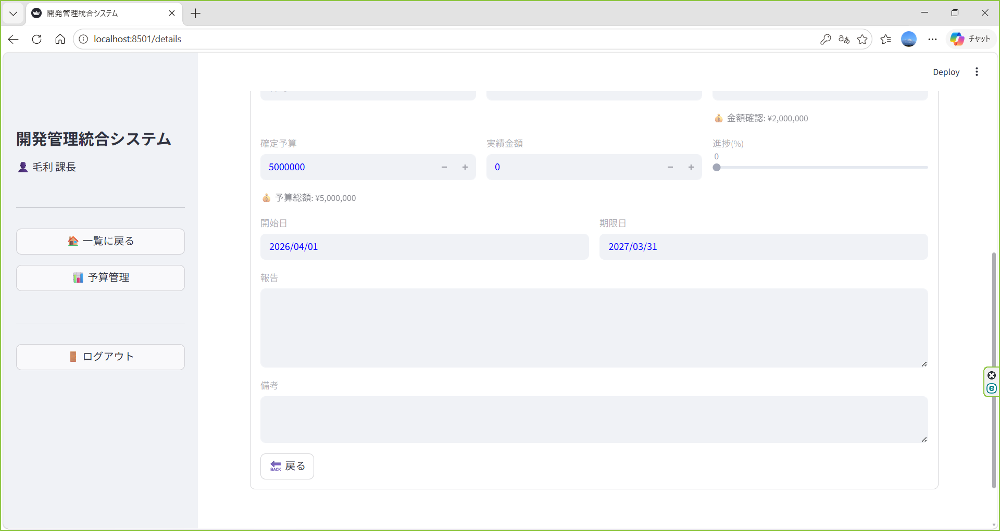 開発管理統合システム
localhost:8501/details
チャット
Deploy
開発管理統合システム
毛利 課長
一覧に戻る
予算管理
ログアウト
金額確認: ¥2,000,000
確定予算
実績金額
進捗(%)
5000000
0
0
予算総額: ¥5,000,000
開始日
期限日
2026/04/01
2027/03/31
報告
備考
BACK 戻る